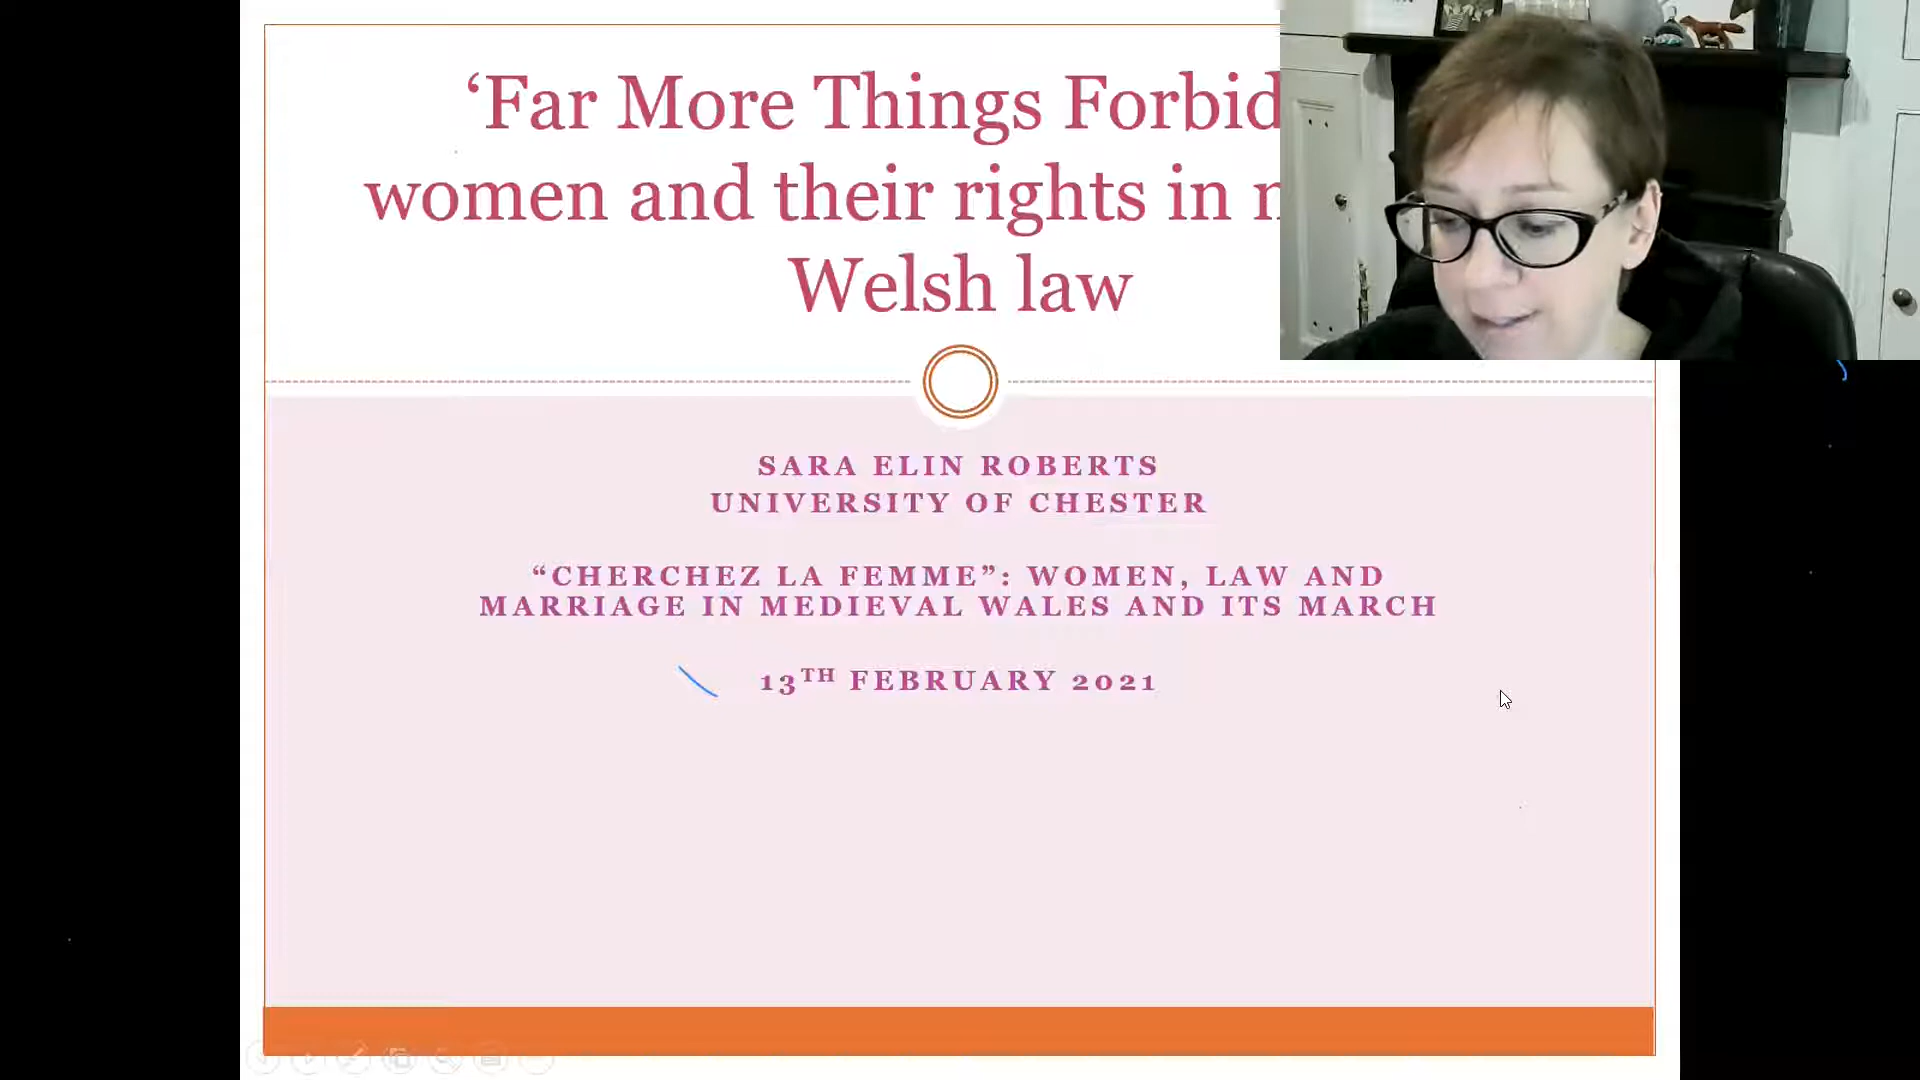 ‘Far More Things Forbid
women and their rights in
Welsh law
SARA ELIN ROBERTS
UNIVERSITY OF CHESTER
“CHERCHEZ LA FEMME”: WOMEN, LAW AND
MARRIAGE IN MEDIEVAL WALES AND ITS MARCH
13TH FEBRUARY 2021